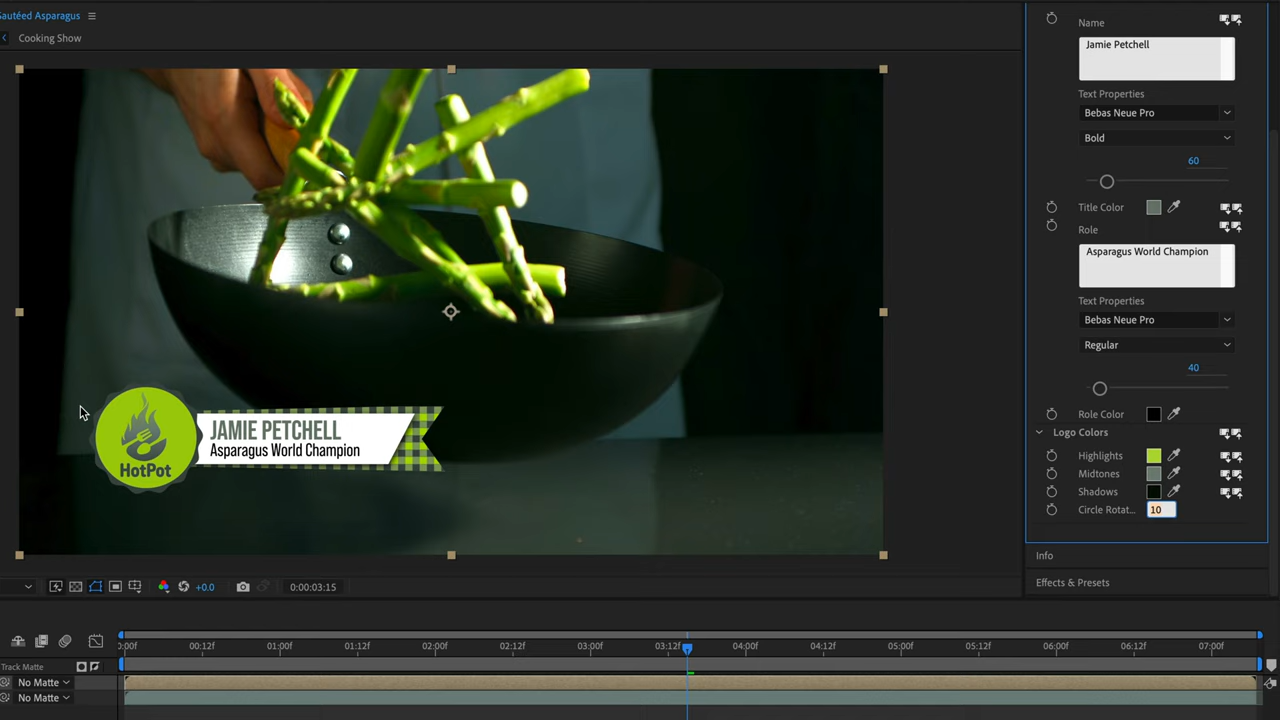 Sautéed Asparagus
Cooking Show
HotPot
JAMIE PETCHELL
Asparagus World Champion
+0.0
0:00:03:15
Name
Jamie Petchell
Text Properties
Bebas Neue Pro
Bold
60
Title Color
Role
Asparagus World Champion
Text Properties
Bebas Neue Pro
Regular
40
Role Color
Logo Colors
Highlights
Midtones
Shadows
Circle Rotat... 10
Info
Effects & Presets
:00f 00:12f 01:00f 01:12f 02:00f 02:12f 03:00f 03:12f 04:00f 04:12f 05:00f 05:12f 06:00f 06:12f 07:00f
Track Matte
No Matte
No Matte